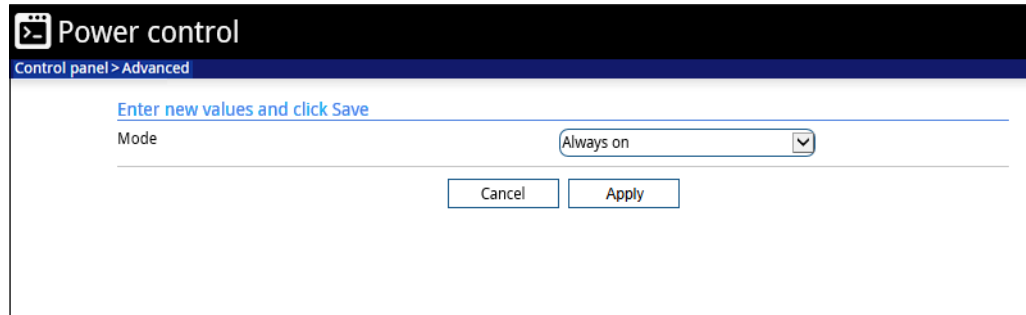 Power control
Control panel > Advanced
Enter new values and click Save
Mode Always on
Cancel Apply